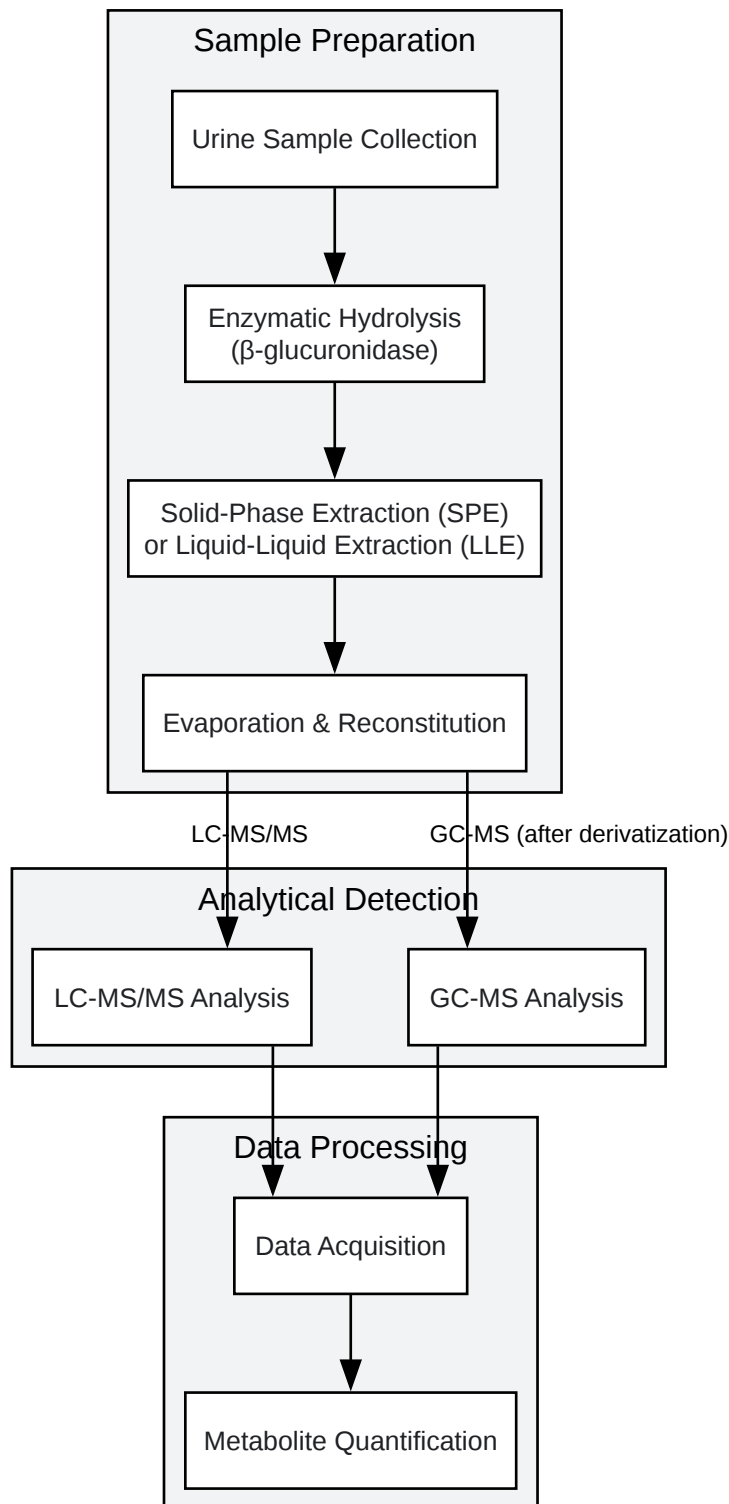 Sample Preparation
Urine Sample Collection
Enzymatic Hydrolysis
(β-glucuronidase)
Solid-Phase Extraction (SPE)
or Liquid-Liquid Extraction (LLE)
Evaporation & Reconstitution
LC-MS/MS
GC-MS (after derivatization)
Analytical Detection
LC-MS/MS Analysis
GC-MS Analysis
Data Processing
Data Acquisition
Metabolite Quantification